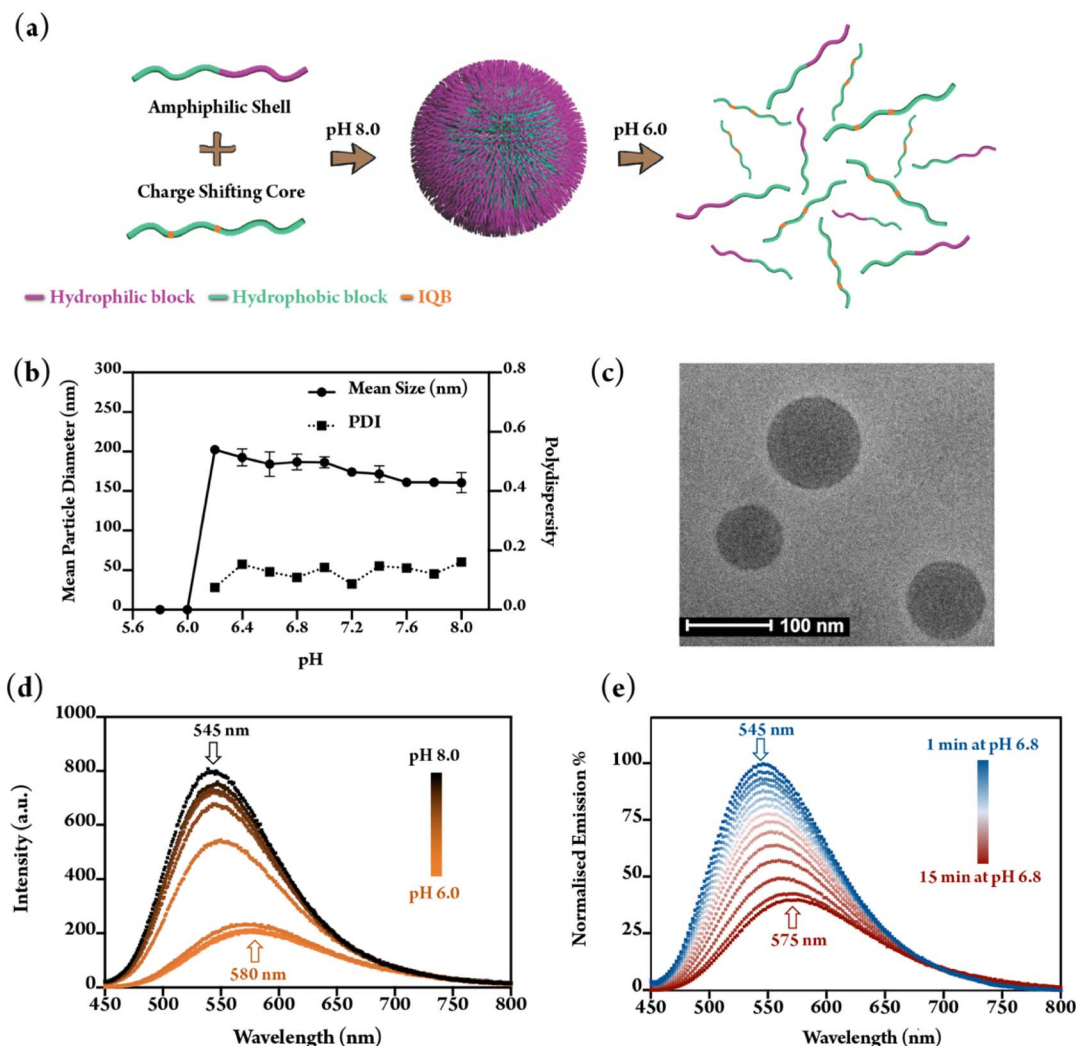 (a)
Amphiphilic Shell
Charge Shifting Core
pH 8.0
pH 6.0
Hydrophilic block Hydrophobic block IQB
(b)
Mean Particle Diameter (nm)
300
250
200
150
100
50
0
Mean Size (nm)
PDI
0.8
0.6
0.4
0.2
0.0
Polydispersity
5.6 6.0 6.4 6.8 7.2 7.6 8.0
pH
(c)
100 nm
(d)
Intensity (a.u.)
1000
800
600
400
200
0
545 nm
pH 8.0
pH 6.0
580 nm
450 500 550 600 650 700 750 800
Wavelength (nm)
(e)
Normalised Emission %
100
75
50
25
0
545 nm
1 min at pH 6.8
15 min at pH 6.8
575 nm
450 500 550 600 650 700 750 800
Wavelength (nm)